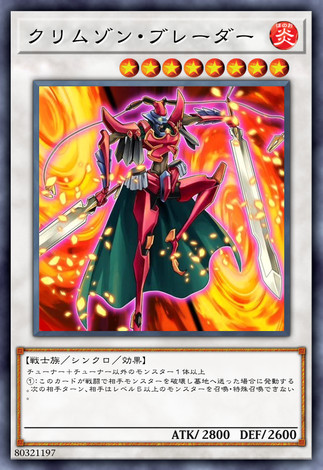 クリムゾン・ブレーダー
炎
【戦士族／シンクロ／効果】
チューナー＋チューナー以外のモンスター1体以上
①：このカードが戦闘で相手モンスターを破壊し墓地へ送った場合に発動する。
次の相手ターン、相手はレベル5以上のモンスターを召喚・特殊召喚できない。
ATK/ 2800 DEF/2600
80321197